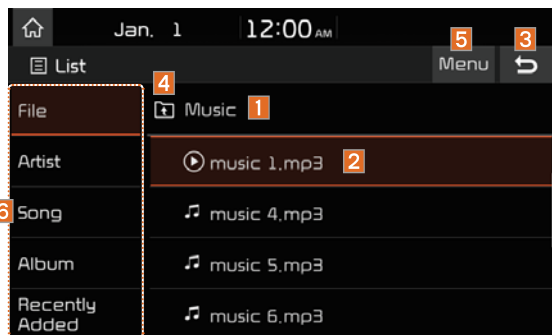 Jan. 1 12:00 AM
5 3
List Menu
4
File Music 1
Artist music 1.mp3 2
6 Song music 4.mp3
Album music 5.mp3
Recently
Added music 6.mp3